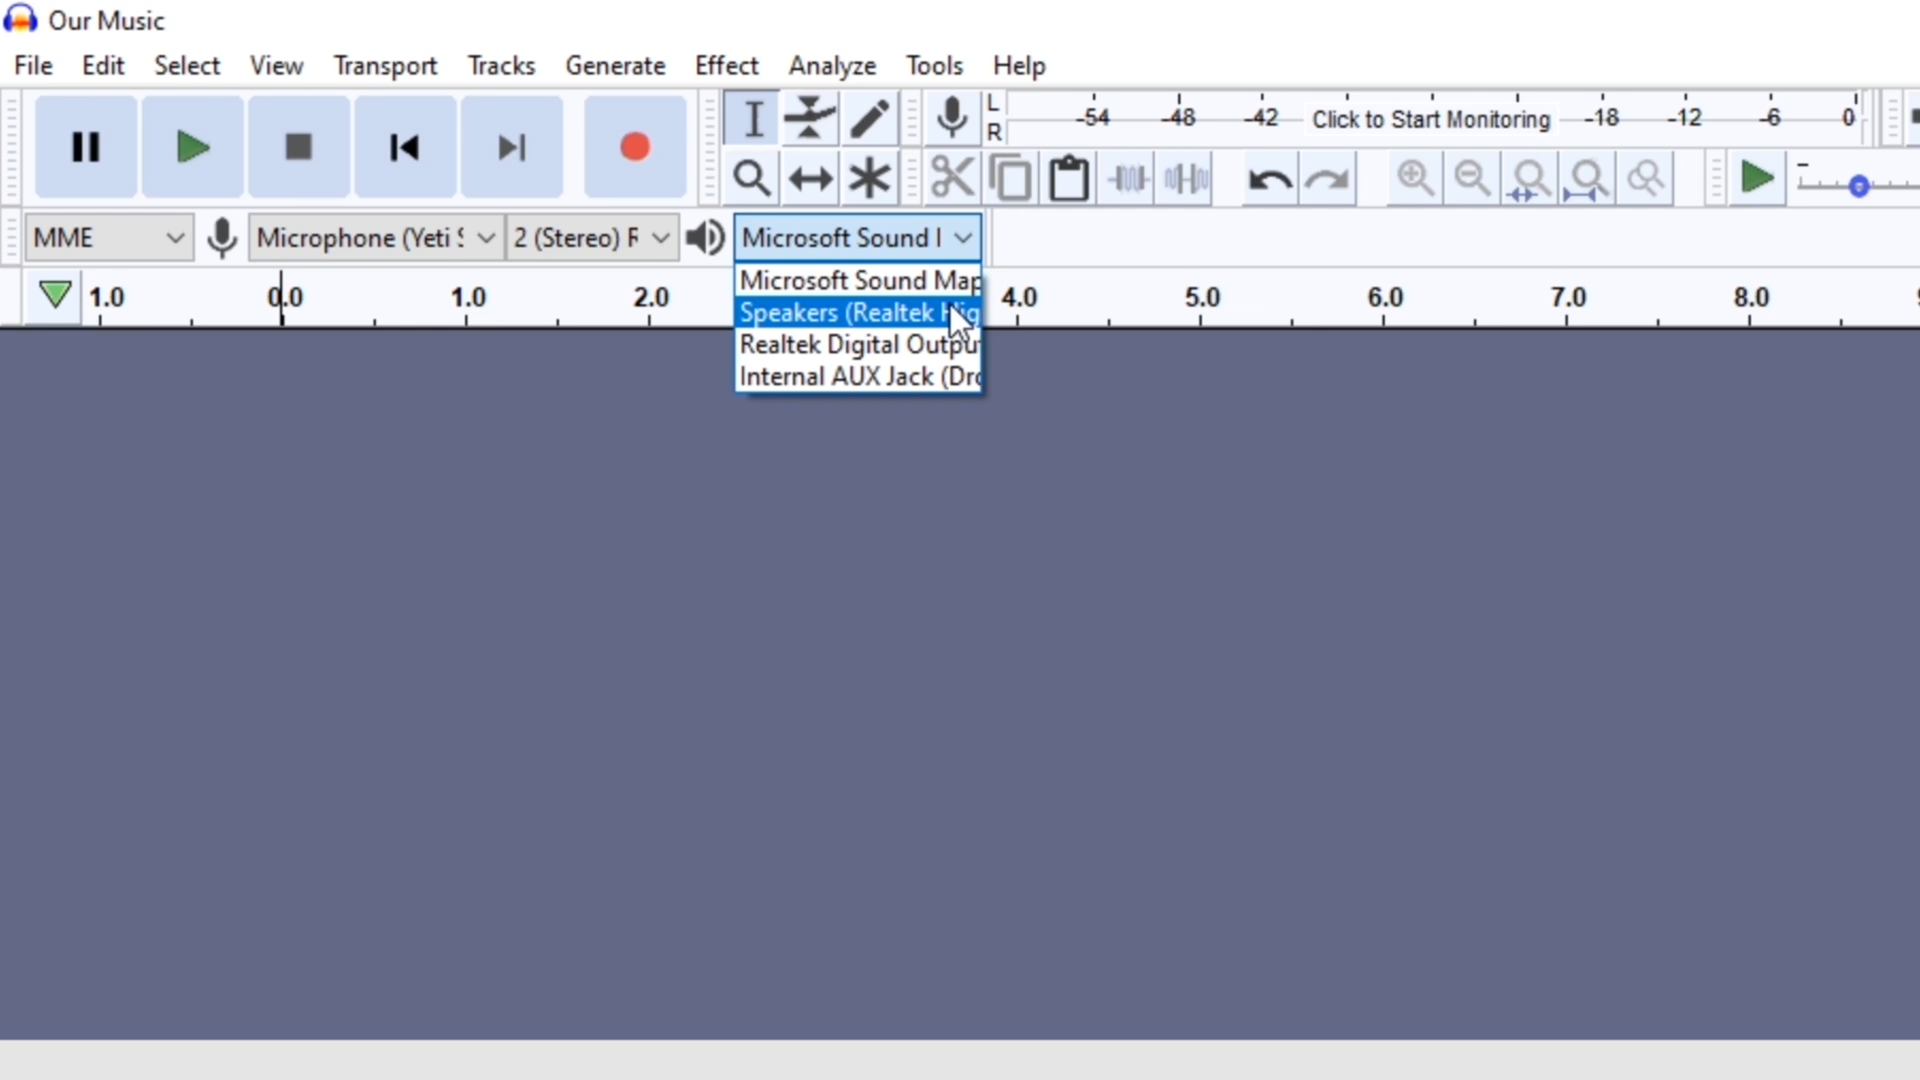 Our Music
File Edit Select View Transport Tracks Generate Effect Analyze Tools Help
L
R
-54 -48 -42 Click to Start Monitoring -18 -12 -6 0
MME Microphone (Yeti 2 (Stereo) R Microsoft Sound
1.0 0.0 1.0 2.0 4.0 5.0 6.0 7.0 8.0
Microsoft Sound Map
Speakers (Realtek
Realtek Digital Outpu
Internal AUX Jack (Dro